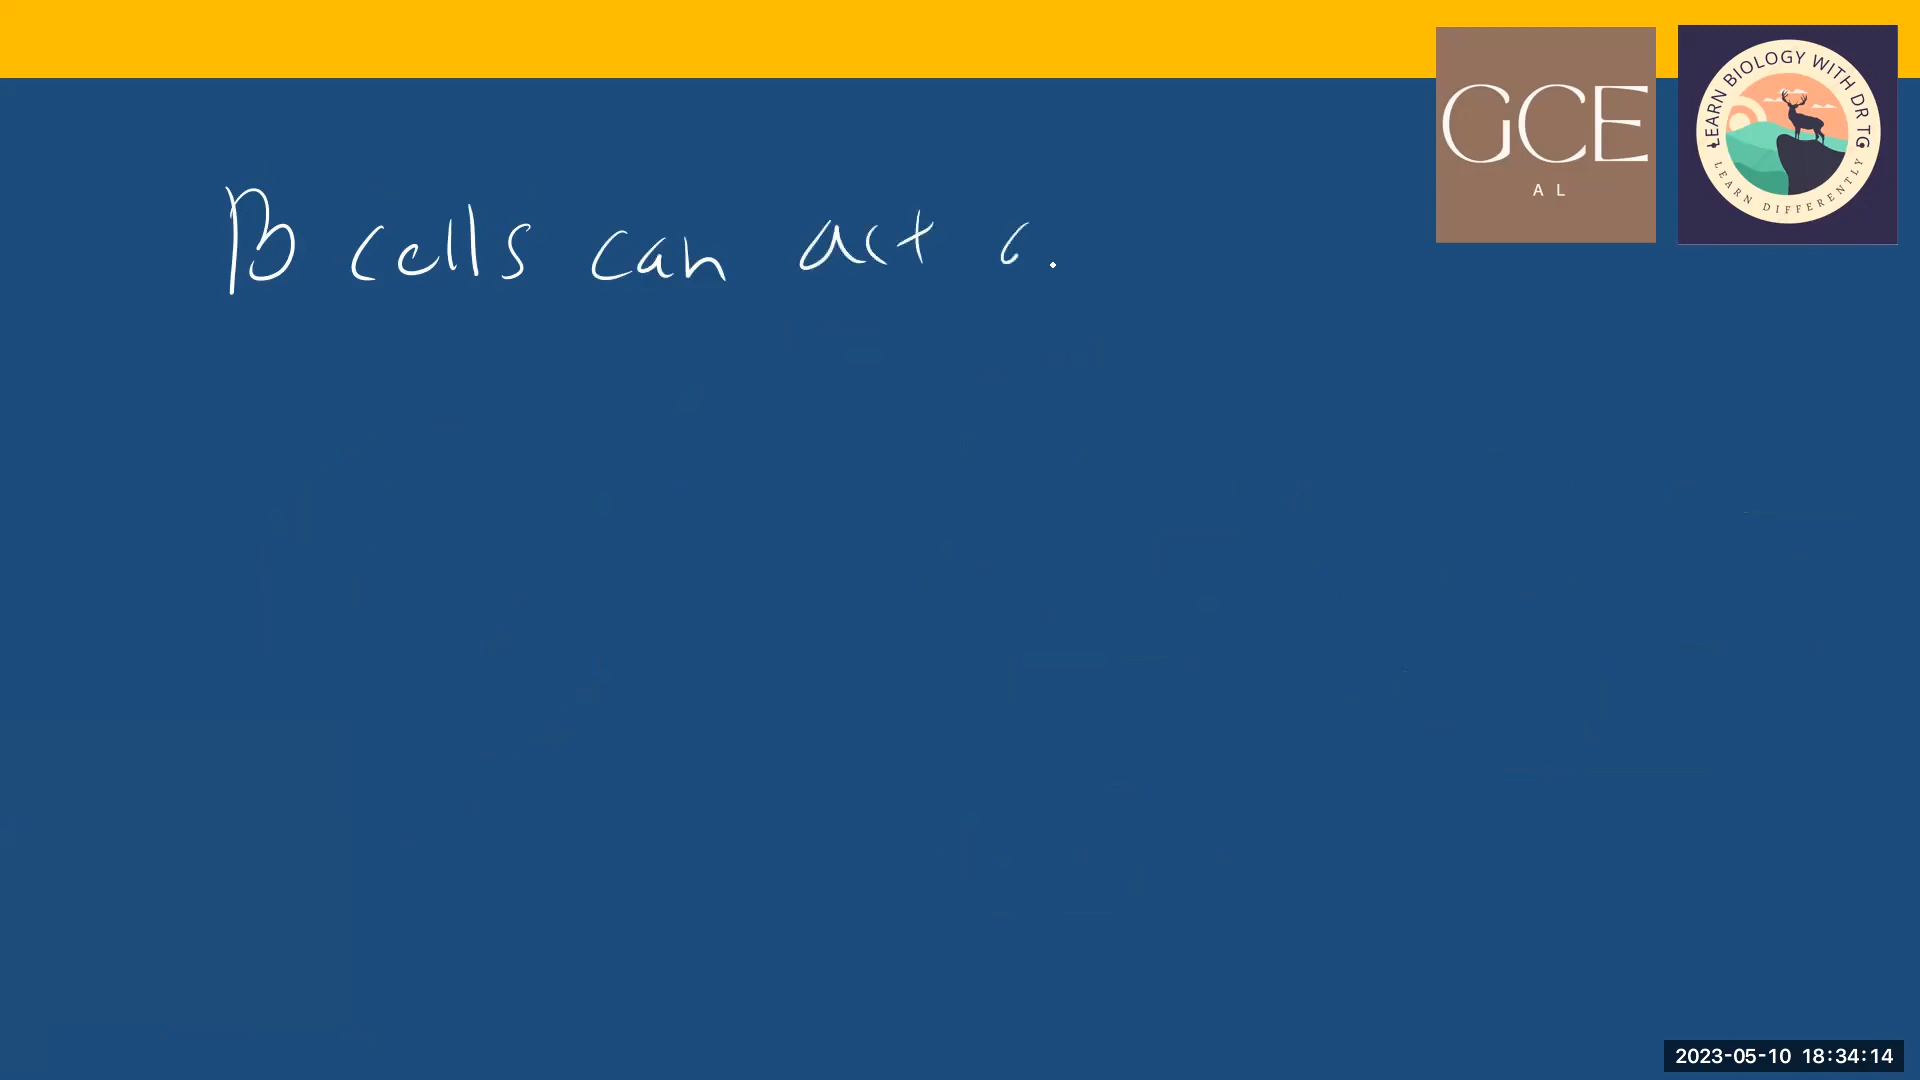 GCE
A L
LEARN BIOLOGY WITH DR TG
LEARN DIFFERENTLY
B cells can act
2023-05-10 18:34:14